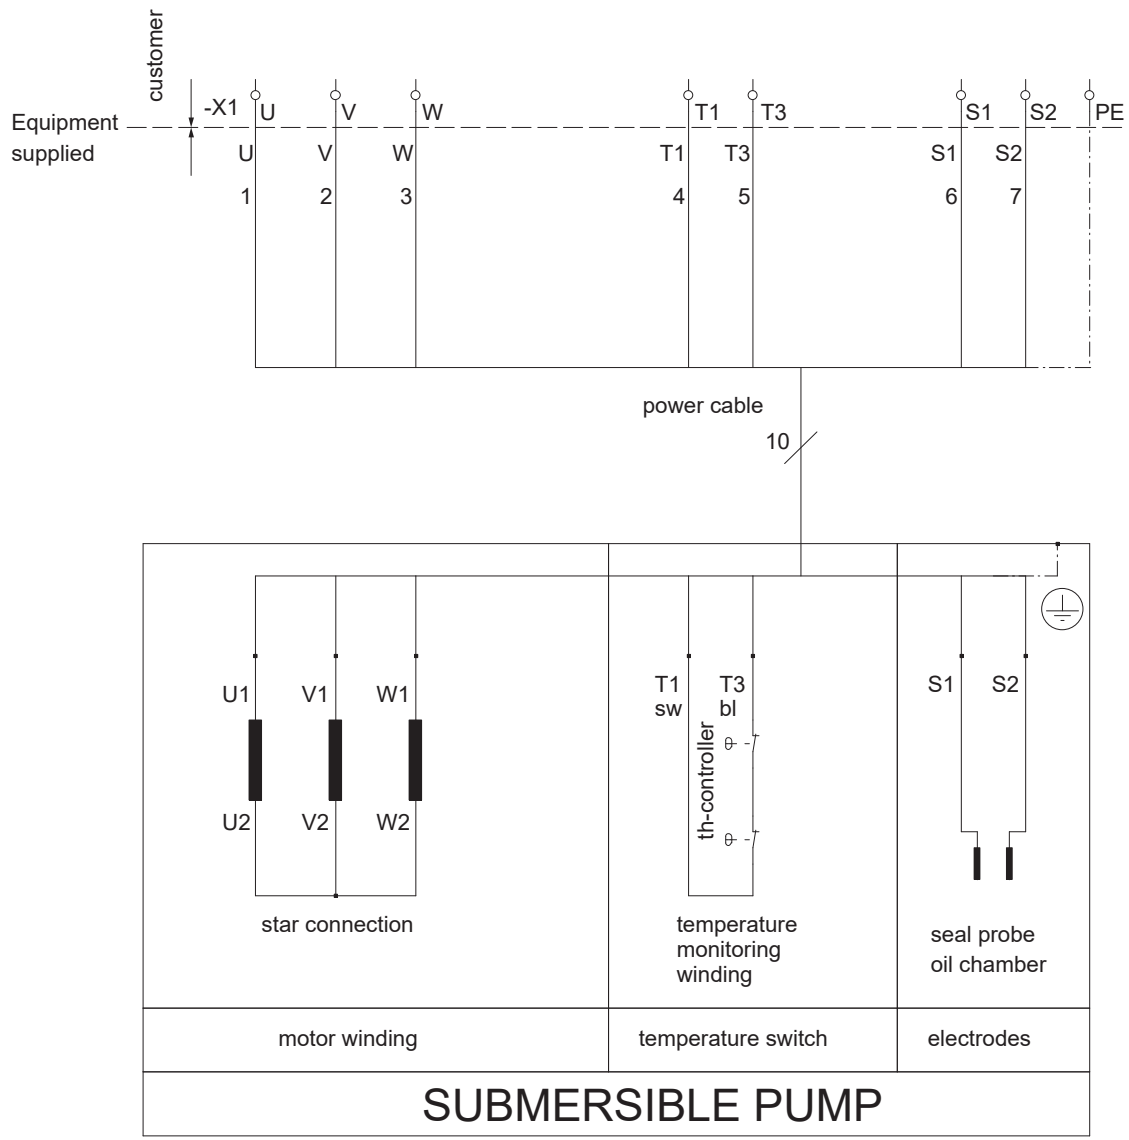 customer
-X1 U V W T1 T3 S1 S2 PE
Equipment
supplied
U V W T1 T3 S1 S2
1 2 3 4 5 6 7
power cable
10
U1 V1 W1 T1 T3 S1 S2
sw bl
th-controller
U2 V2 W2
star connection
temperature
monitoring
winding
seal probe
oil chamber
motor winding
temperature switch
electrodes
SUBMERSIBLE PUMP